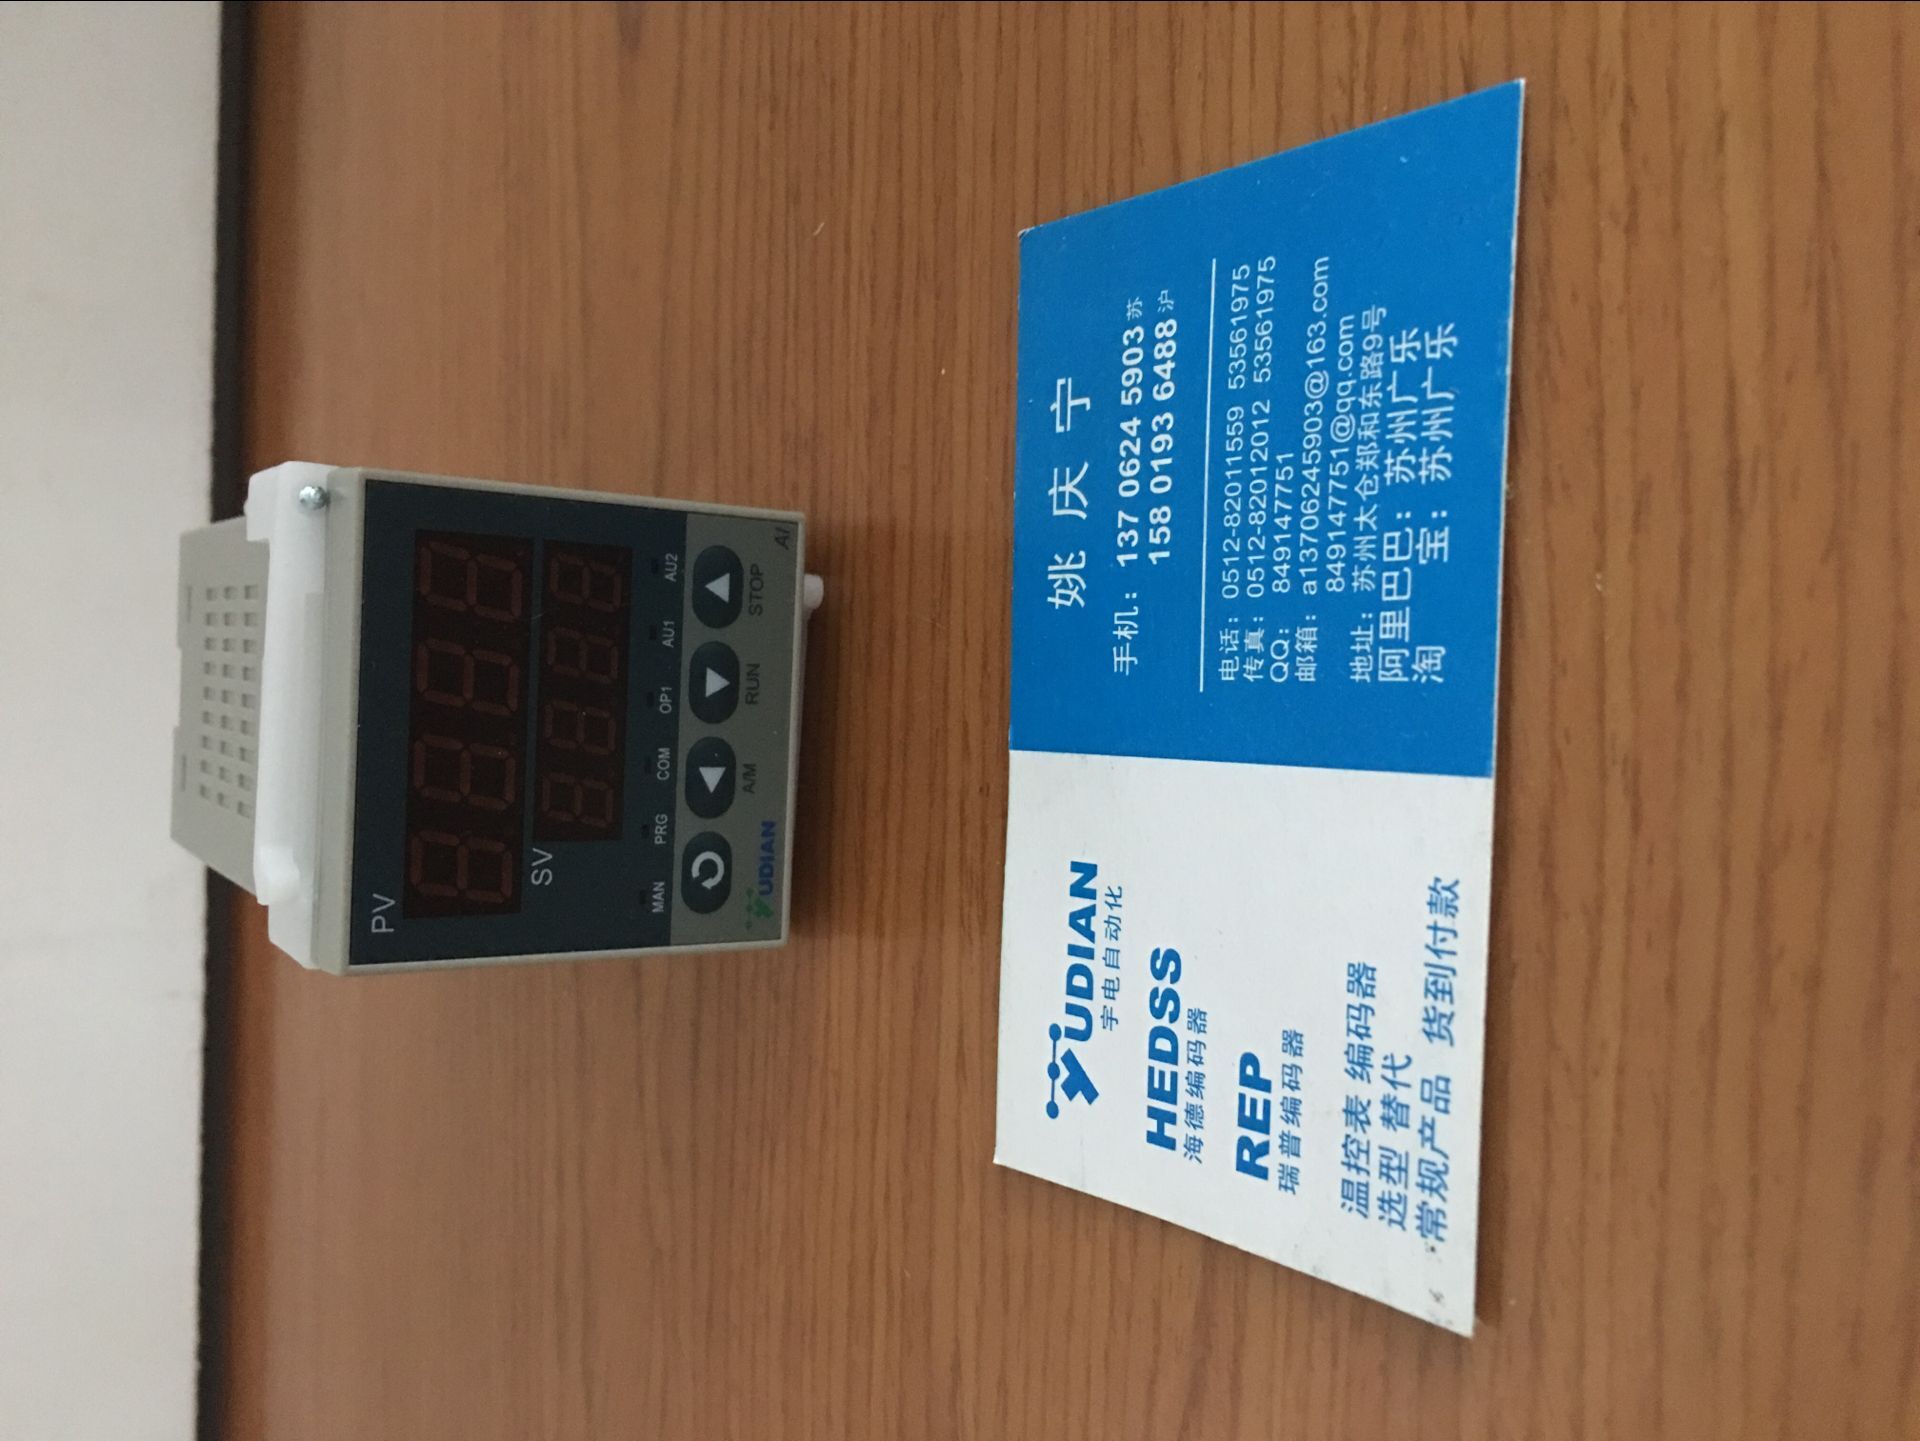 PV
SV
MAN PRG COM OP1 AU1 AU2
A/M RUN STOP
YUDIAN AI
YUDIAN
宇电自动化
HEDSS
海德编码器
REP
瑞普编码器
温控表 编码器
选型 替代
常规产品 货到付款
姚庆宁
手机：137 0624 5903 苏
158 0193 6488 沪
电话：0512-82011559 53561975
传真：0512-82012012 53561975
QQ：849147751
邮箱：a13706245903@163.com
849147751@qq.com
地址：苏州太仓郑和东路9号
阿里巴巴：苏州广乐
淘宝：苏州广乐